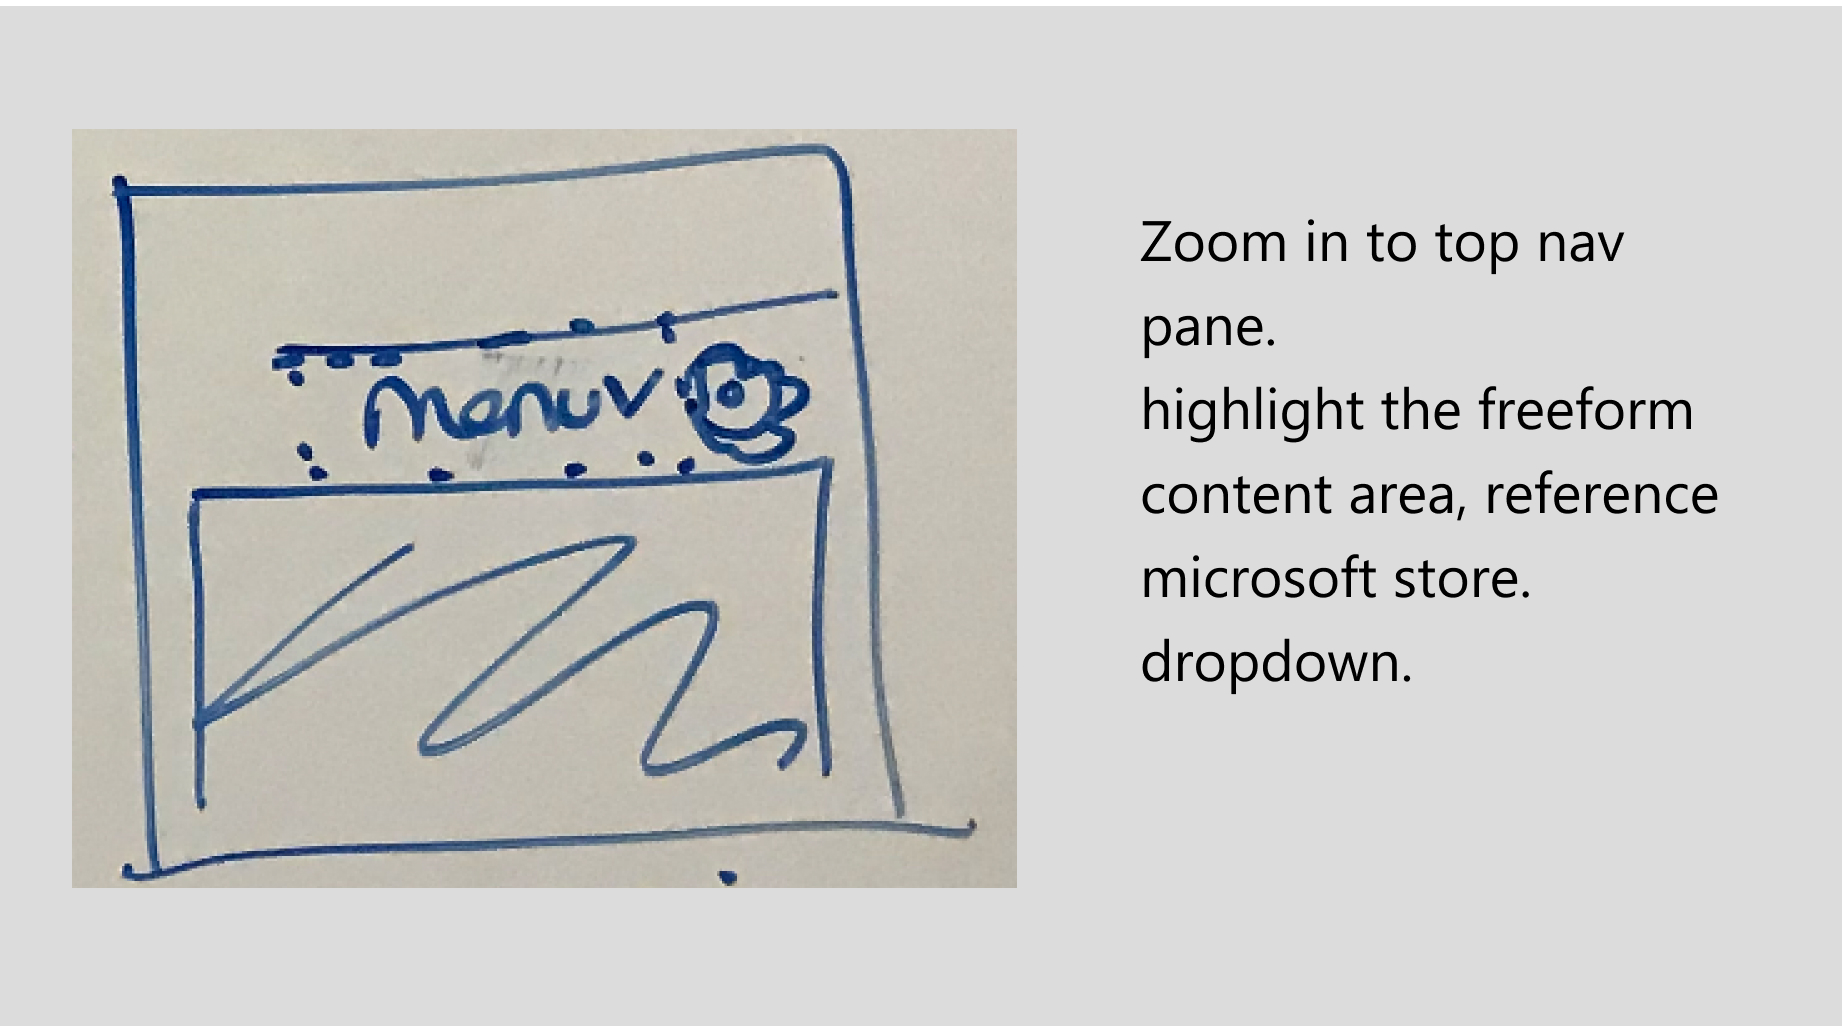 Menu v
Zoom in to top nav
pane.
highlight the freeform
content area, reference
microsoft store.
dropdown.